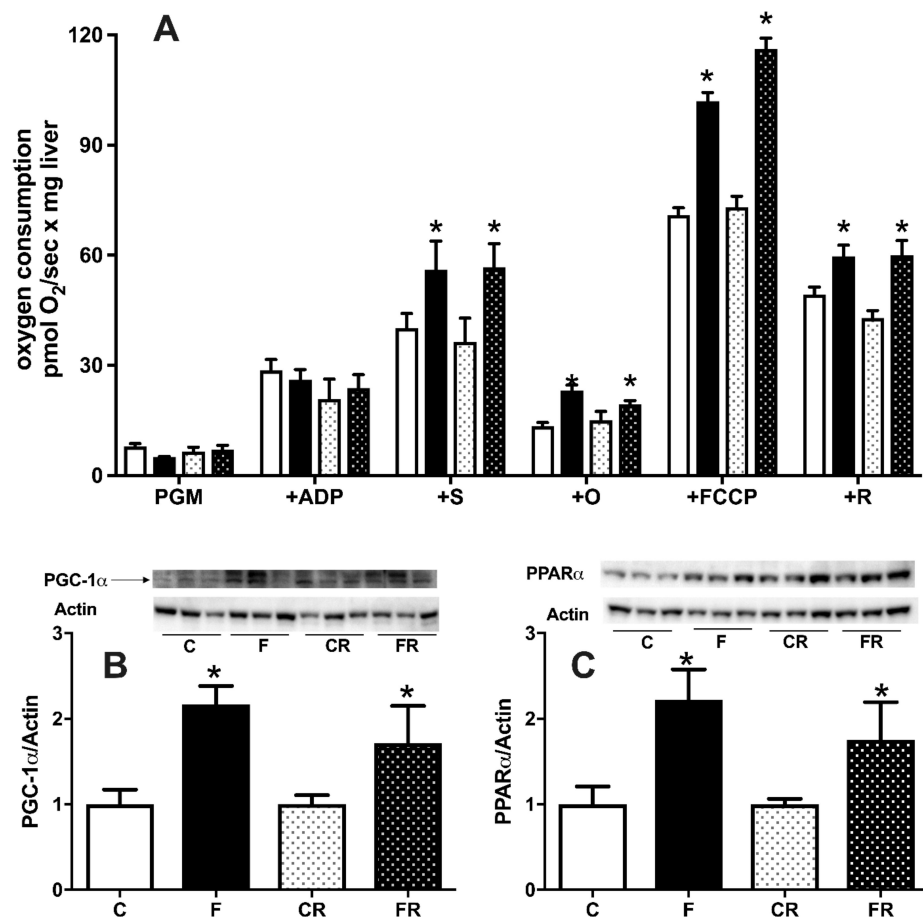 A
120
90
60
30
0
oxygen consumption
pmol O2/sec x mg liver
* * * * * * * *
PGM +ADP +S +O +FCCP +R
PGC-1α
Actin
C F CR FR
PPARα
Actin
C F CR FR
B
3
2
1
0
PGC-1α/Actin
* *
C F CR FR
C
3
2
1
0
PPARα/Actin
* *
C F CR FR